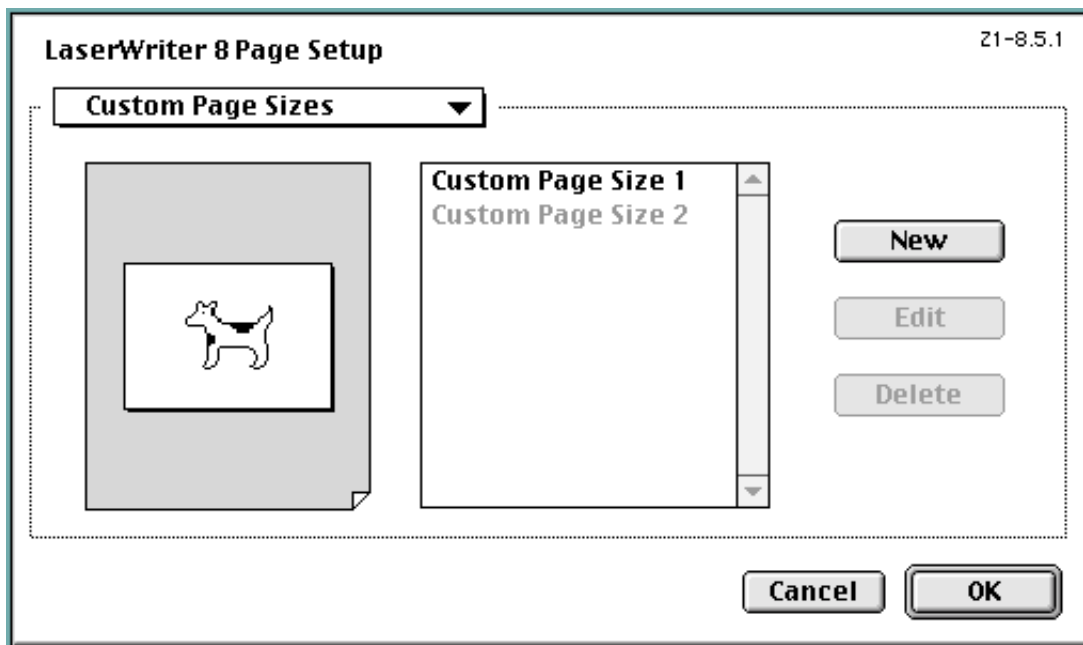 LaserWriter 8 Page Setup
Z1-8.5.1
Custom Page Sizes
Custom Page Size 1
Custom Page Size 2
New
Edit
Delete
Cancel
OK